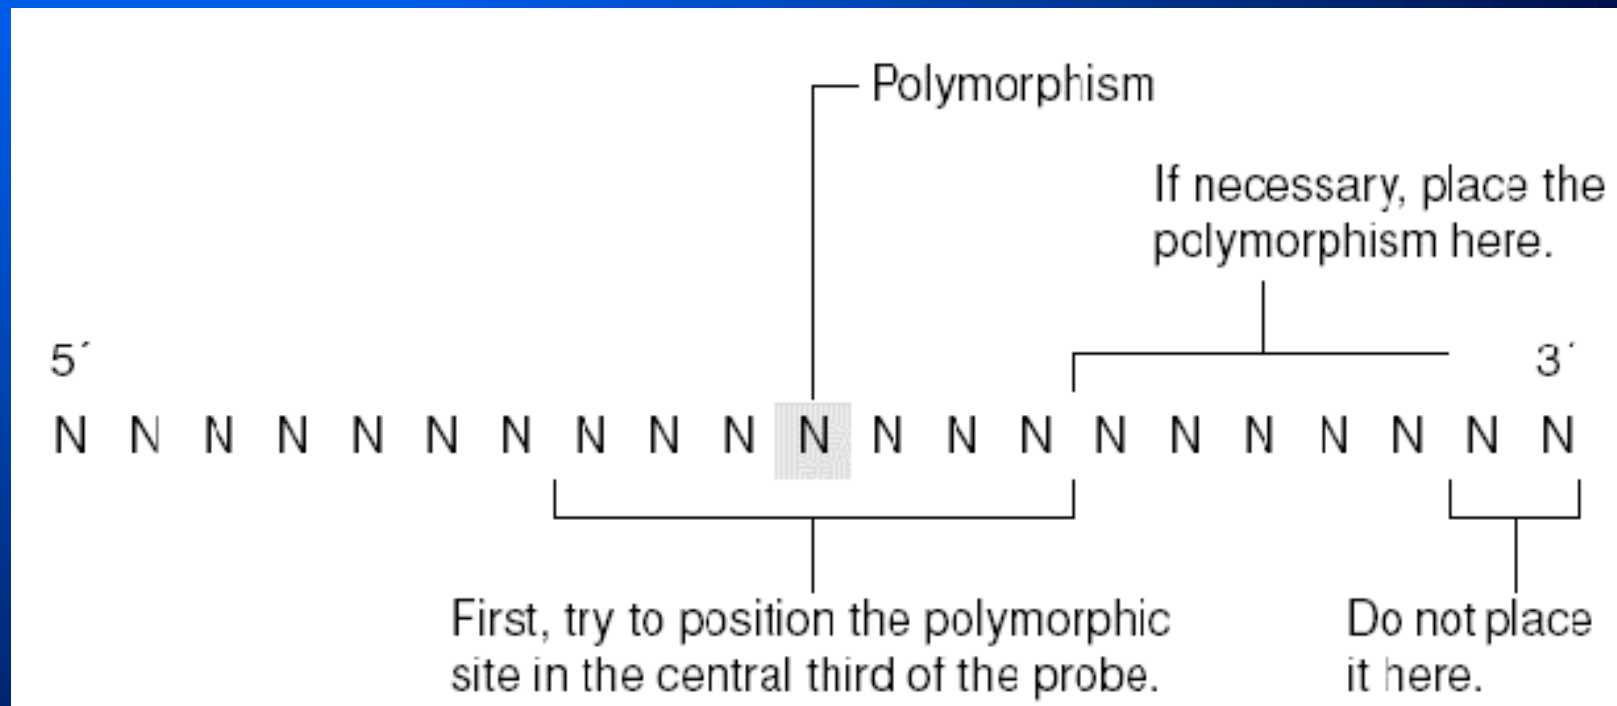 Polymorphism
If necessary, place the
polymorphism here.
5´ 3´
N N N N N N N N N N N N N N N N N N N N N
First, try to position the polymorphic
site in the central third of the probe.
Do not place
it here.